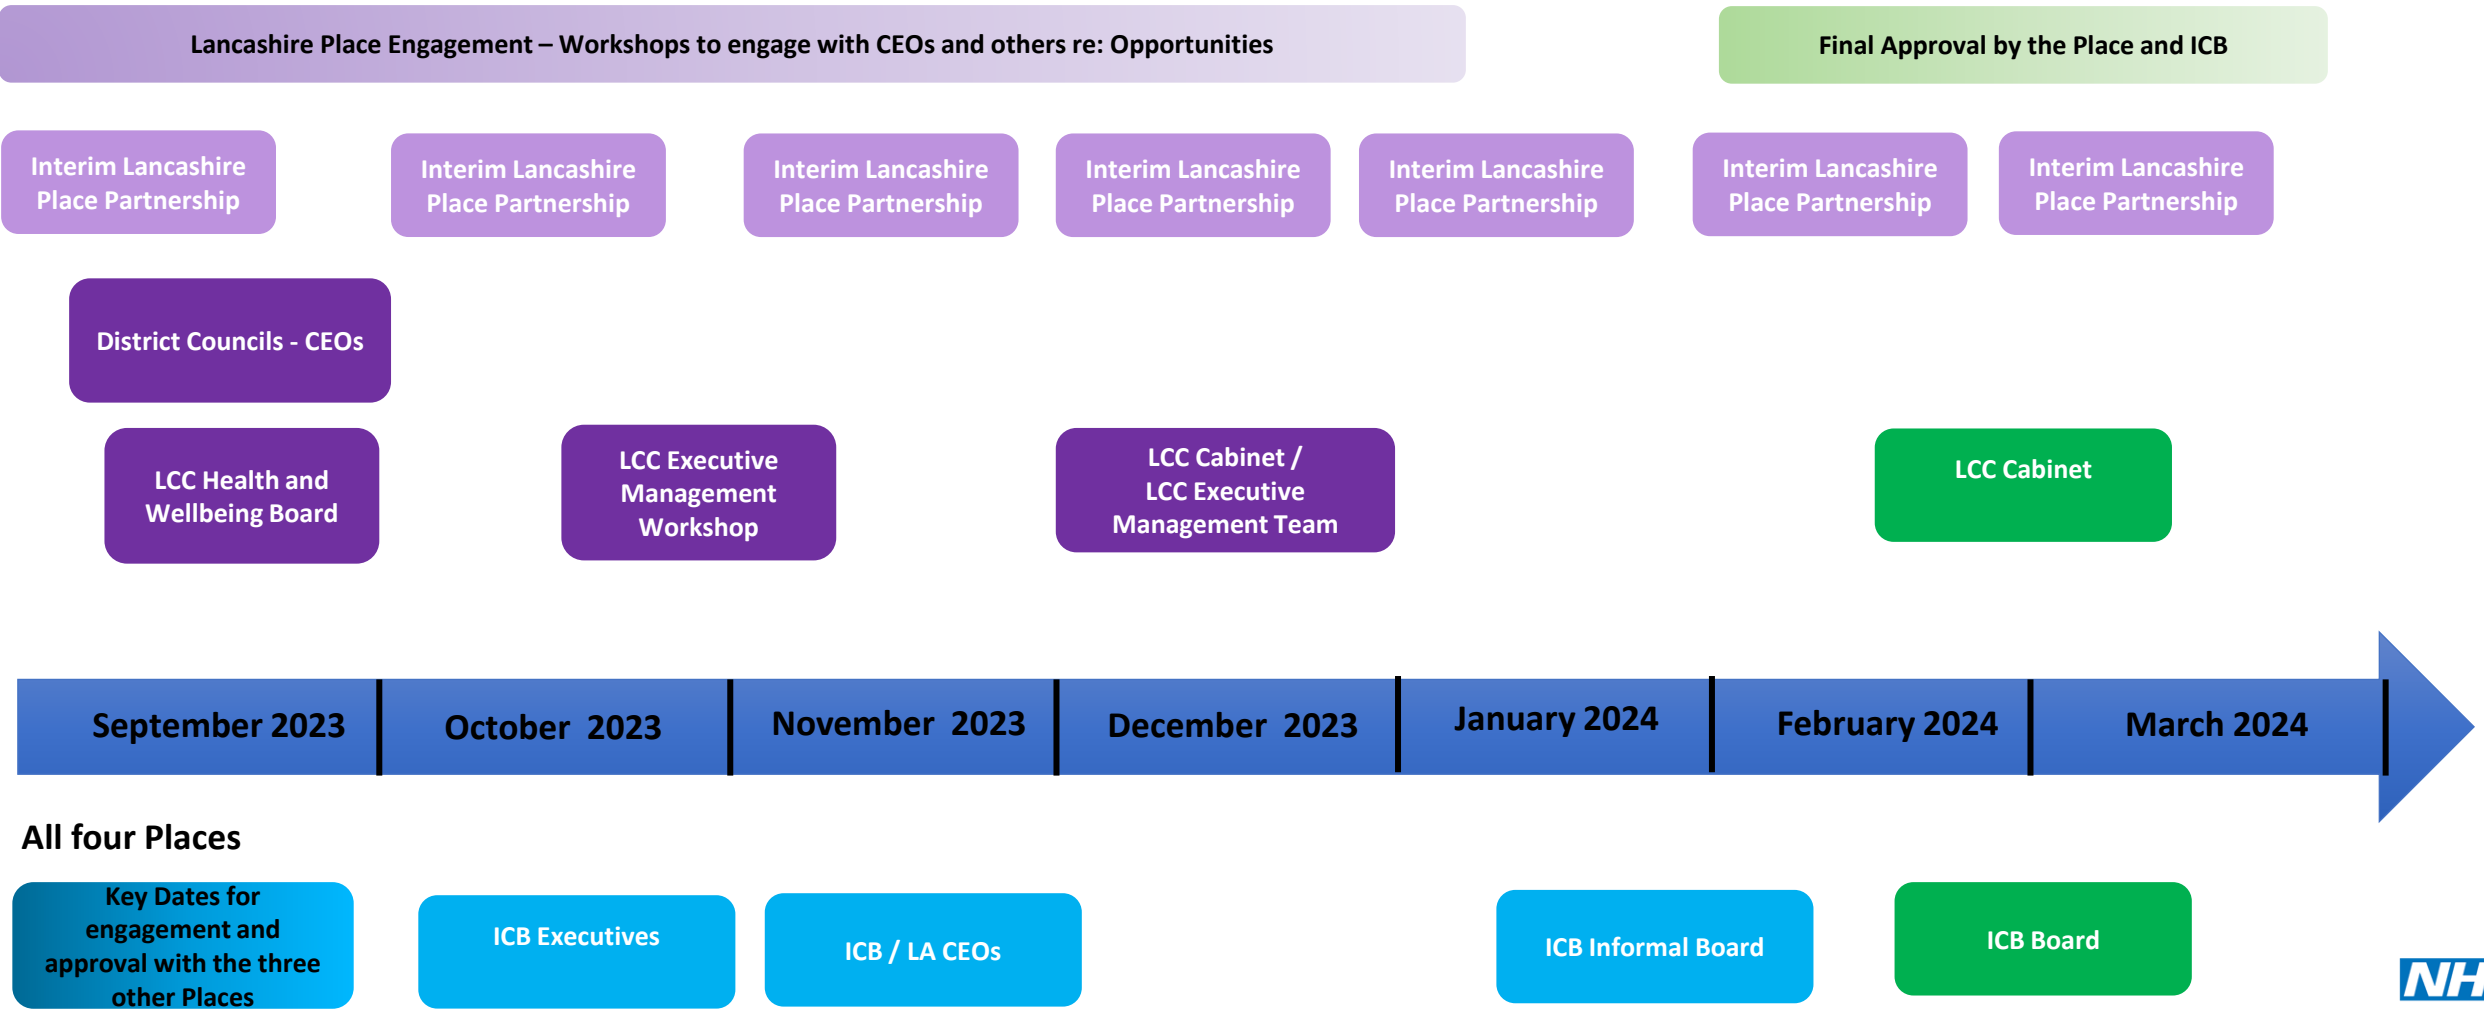 Lancashire Place Engagement – Workshops to engage with CEOs and others re: Opportunities
Final Approval by the Place and ICB
Interim Lancashire
Place Partnership
Interim Lancashire
Place Partnership
Interim Lancashire
Place Partnership
Interim Lancashire
Place Partnership
Interim Lancashire
Place Partnership
Interim Lancashire
Place Partnership
Interim Lancashire
Place Partnership
District Councils - CEOs
LCC Health and
Wellbeing Board
LCC Executive
Management
Workshop
LCC Cabinet /
LCC Executive
Management Team
LCC Cabinet
September 2023
October 2023
November 2023
December 2023
January 2024
February 2024
March 2024
All four Places
Key Dates for
engagement and
approval with the three
other Places
ICB Executives
ICB / LA CEOs
ICB Informal Board
ICB Board
NH